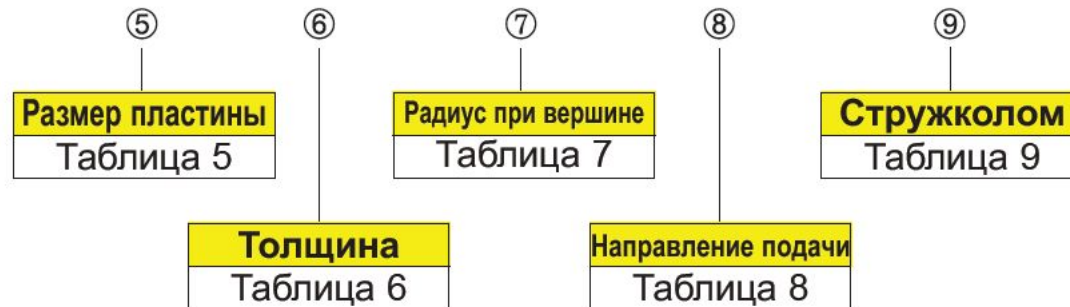 ⑤ ⑥ ⑦ ⑧ ⑨
Размер пластины
Таблица 5
Радиус при вершине
Таблица 7
Стружколом
Таблица 9
Толщина
Таблица 6
Направление подачи
Таблица 8